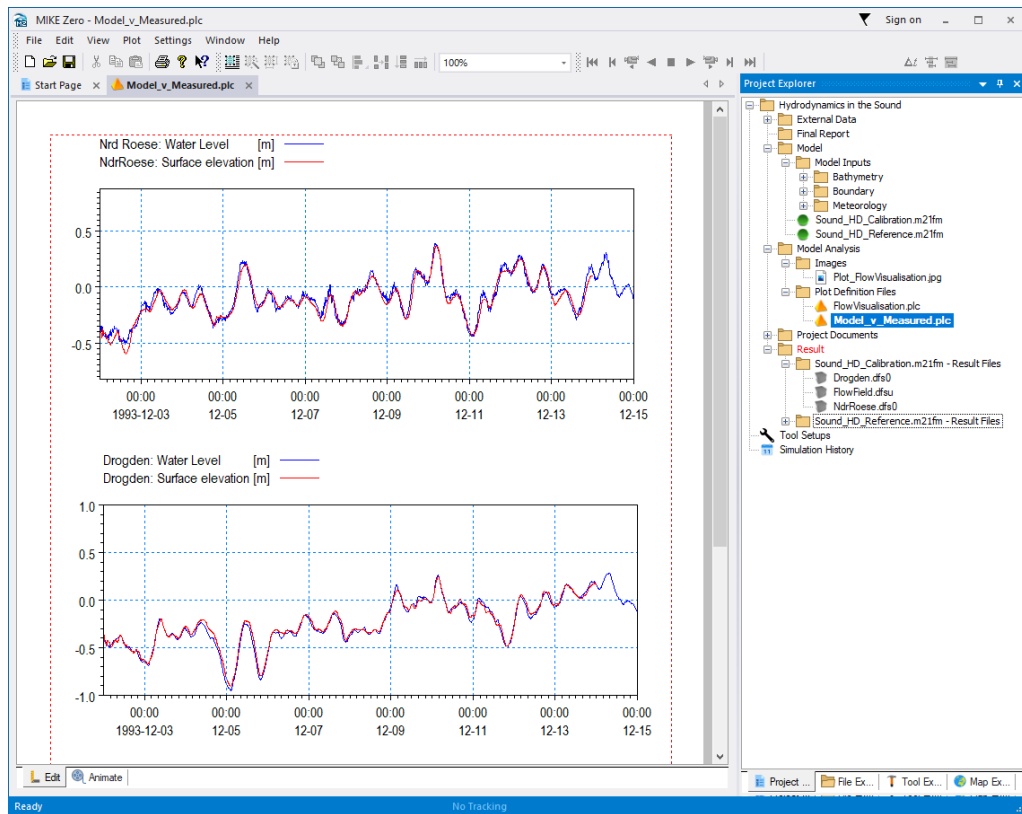 MIKE Zero - Model_v_Measured.plc
Sign on
File Edit View Plot Settings Window Help
100%
Start Page
Model_v_Measured.plc
Nrd Roese: Water Level [m]
NdrRoese: Surface elevation [m]
0.5
0.0
-0.5
00:00 00:00 00:00 00:00 00:00 00:00 00:00
1993-12-03 12-05 12-07 12-09 12-11 12-13 12-15
Drogden: Water Level [m]
Drogden: Surface elevation [m]
1.0
0.5
0.0
-0.5
-1.0
00:00 00:00 00:00 00:00 00:00 00:00 00:00
1993-12-03 12-05 12-07 12-09 12-11 12-13 12-15
Edit Animate
Project Explorer
Hydrodynamics in the Sound
External Data
Final Report
Model
Model Inputs
Bathymetry
Boundary
Meteorology
Sound_HD_Calibration.m21fm
Sound_HD_Reference.m21fm
Model Analysis
Images
Plot_FlowVisualisation.jpg
Plot Definition Files
FlowVisualisation.plc
Model_v_Measured.plc
Project Documents
Result
Sound_HD_Calibration.m21fm - Result Files
Drogden.dfs0
FlowField.dfsu
NdrRoese.dfs0
Sound_HD_Reference.m21fm - Result Files
Tool Setups
Simulation History
Project ... File Ex... Tool Ex... Map Ex...
Ready
No Tracking